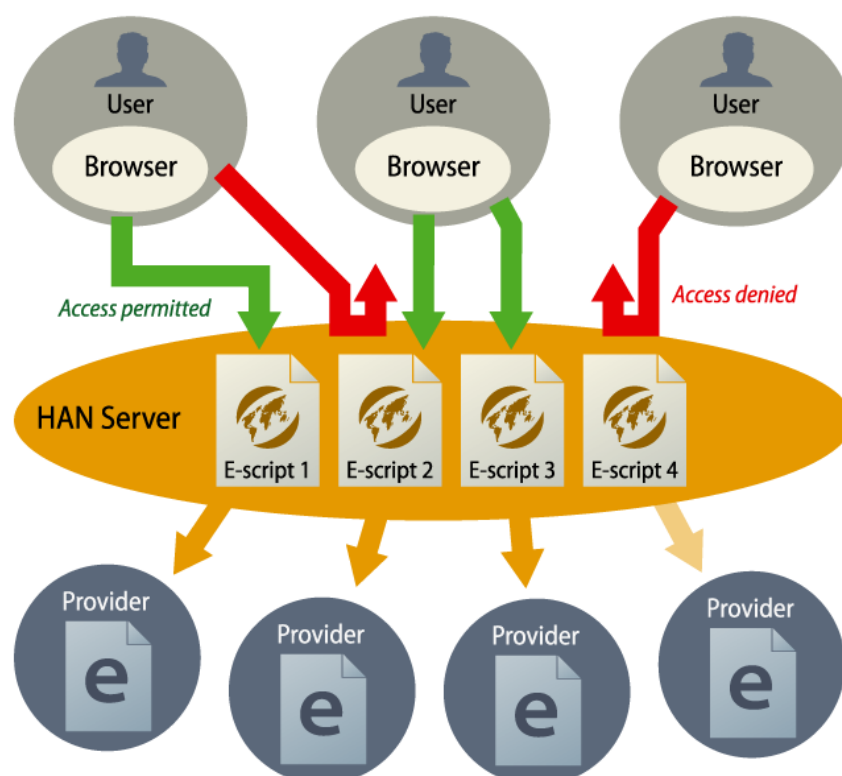 User
Browser
User
Browser
User
Browser
Access permitted
Access denied
HAN Server
E-script 1
E-script 2
E-script 3
E-script 4
Provider
e
Provider
e
Provider
e
Provider
e